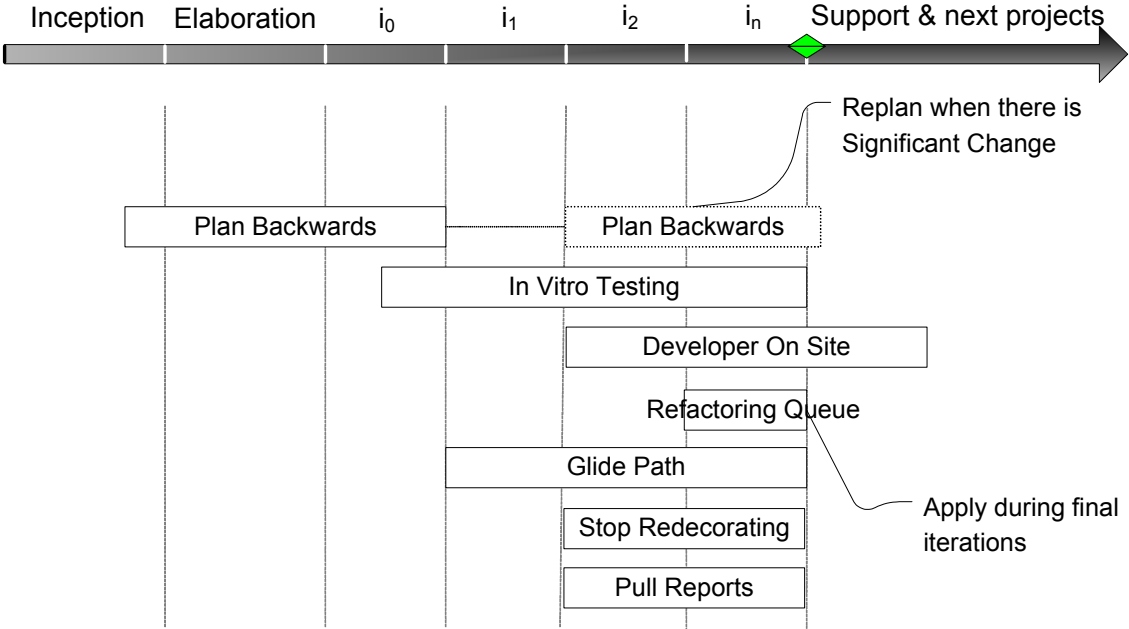 Inception Elaboration i0 i1 i2 in Support & next projects
Replan when there is
Significant Change
Plan Backwards Plan Backwards
In Vitro Testing
Developer On Site
Refactoring Queue
Glide Path
Apply during final
iterations
Stop Redecorating
Pull Reports